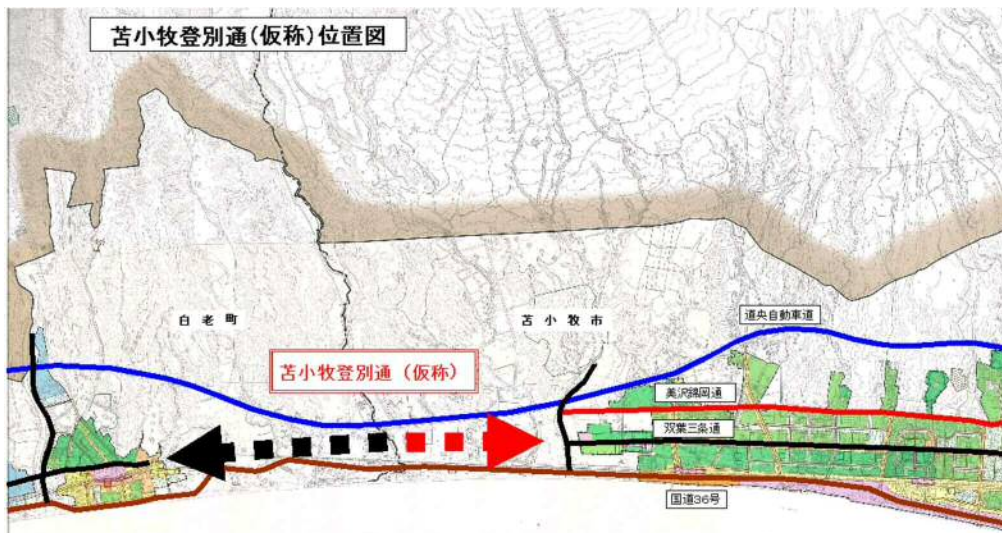 苫小牧登別通(仮称)位置図
白老町
苫小牧市
道央自動車道
苫小牧登別通（仮称）
美沢錦岡通
双葉三条通
国道36号